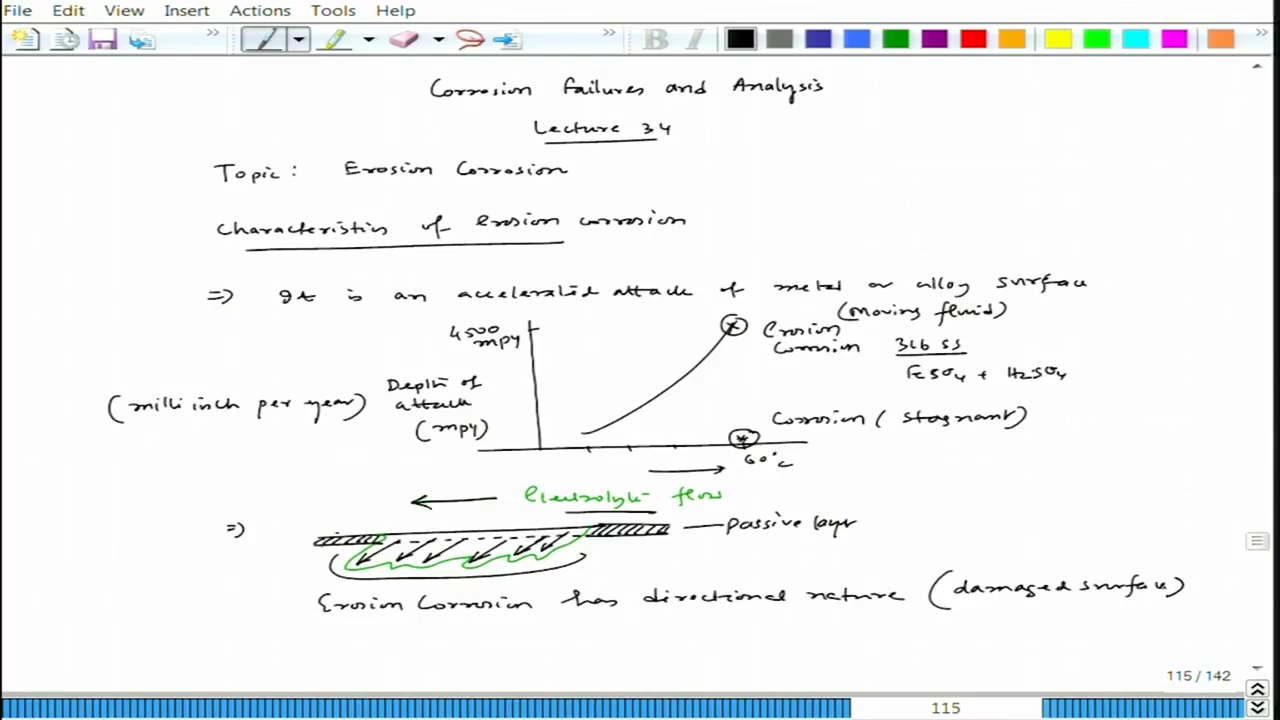 File Edit View Insert Actions Tools Help
Corrosion Failures and Analysis
Lecture 34
Topic: Erosion Corrosion
Characteristics of erosion corrosion
=) It is an accelerated attack of metal or alloy surface
(moving fluid)
4500 mpy
Erosion Corrosion
316 SS
FeSO4 + H2SO4
Depth of attack (mpy)
(milli inch per year)
Corrosion (stagnant)
60°C
Electrolyte flow
=)
Passive layer
Erosion Corrosion has directional nature (damaged surface)
115 / 142
115